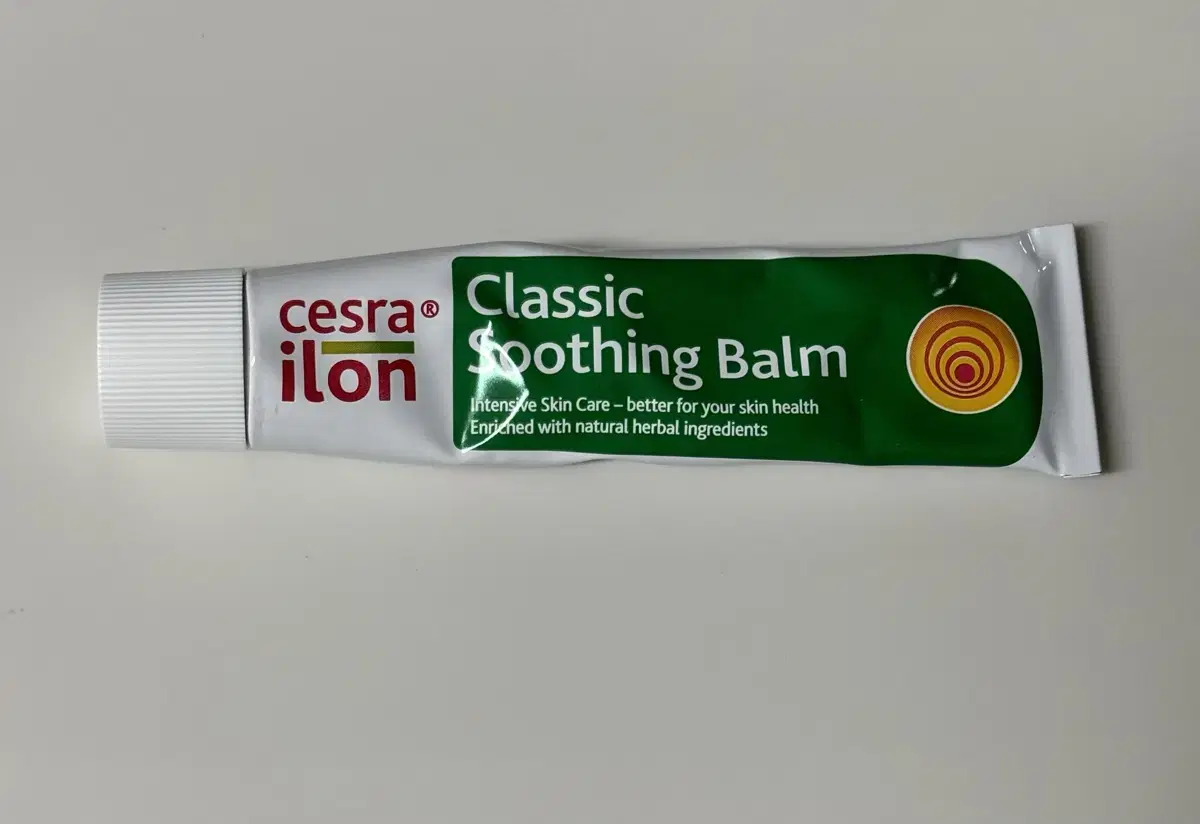 cesra®
ilon
Classic
Soothing Balm
Intensive Skin Care – better for your skin health
Enriched with natural herbal ingredients